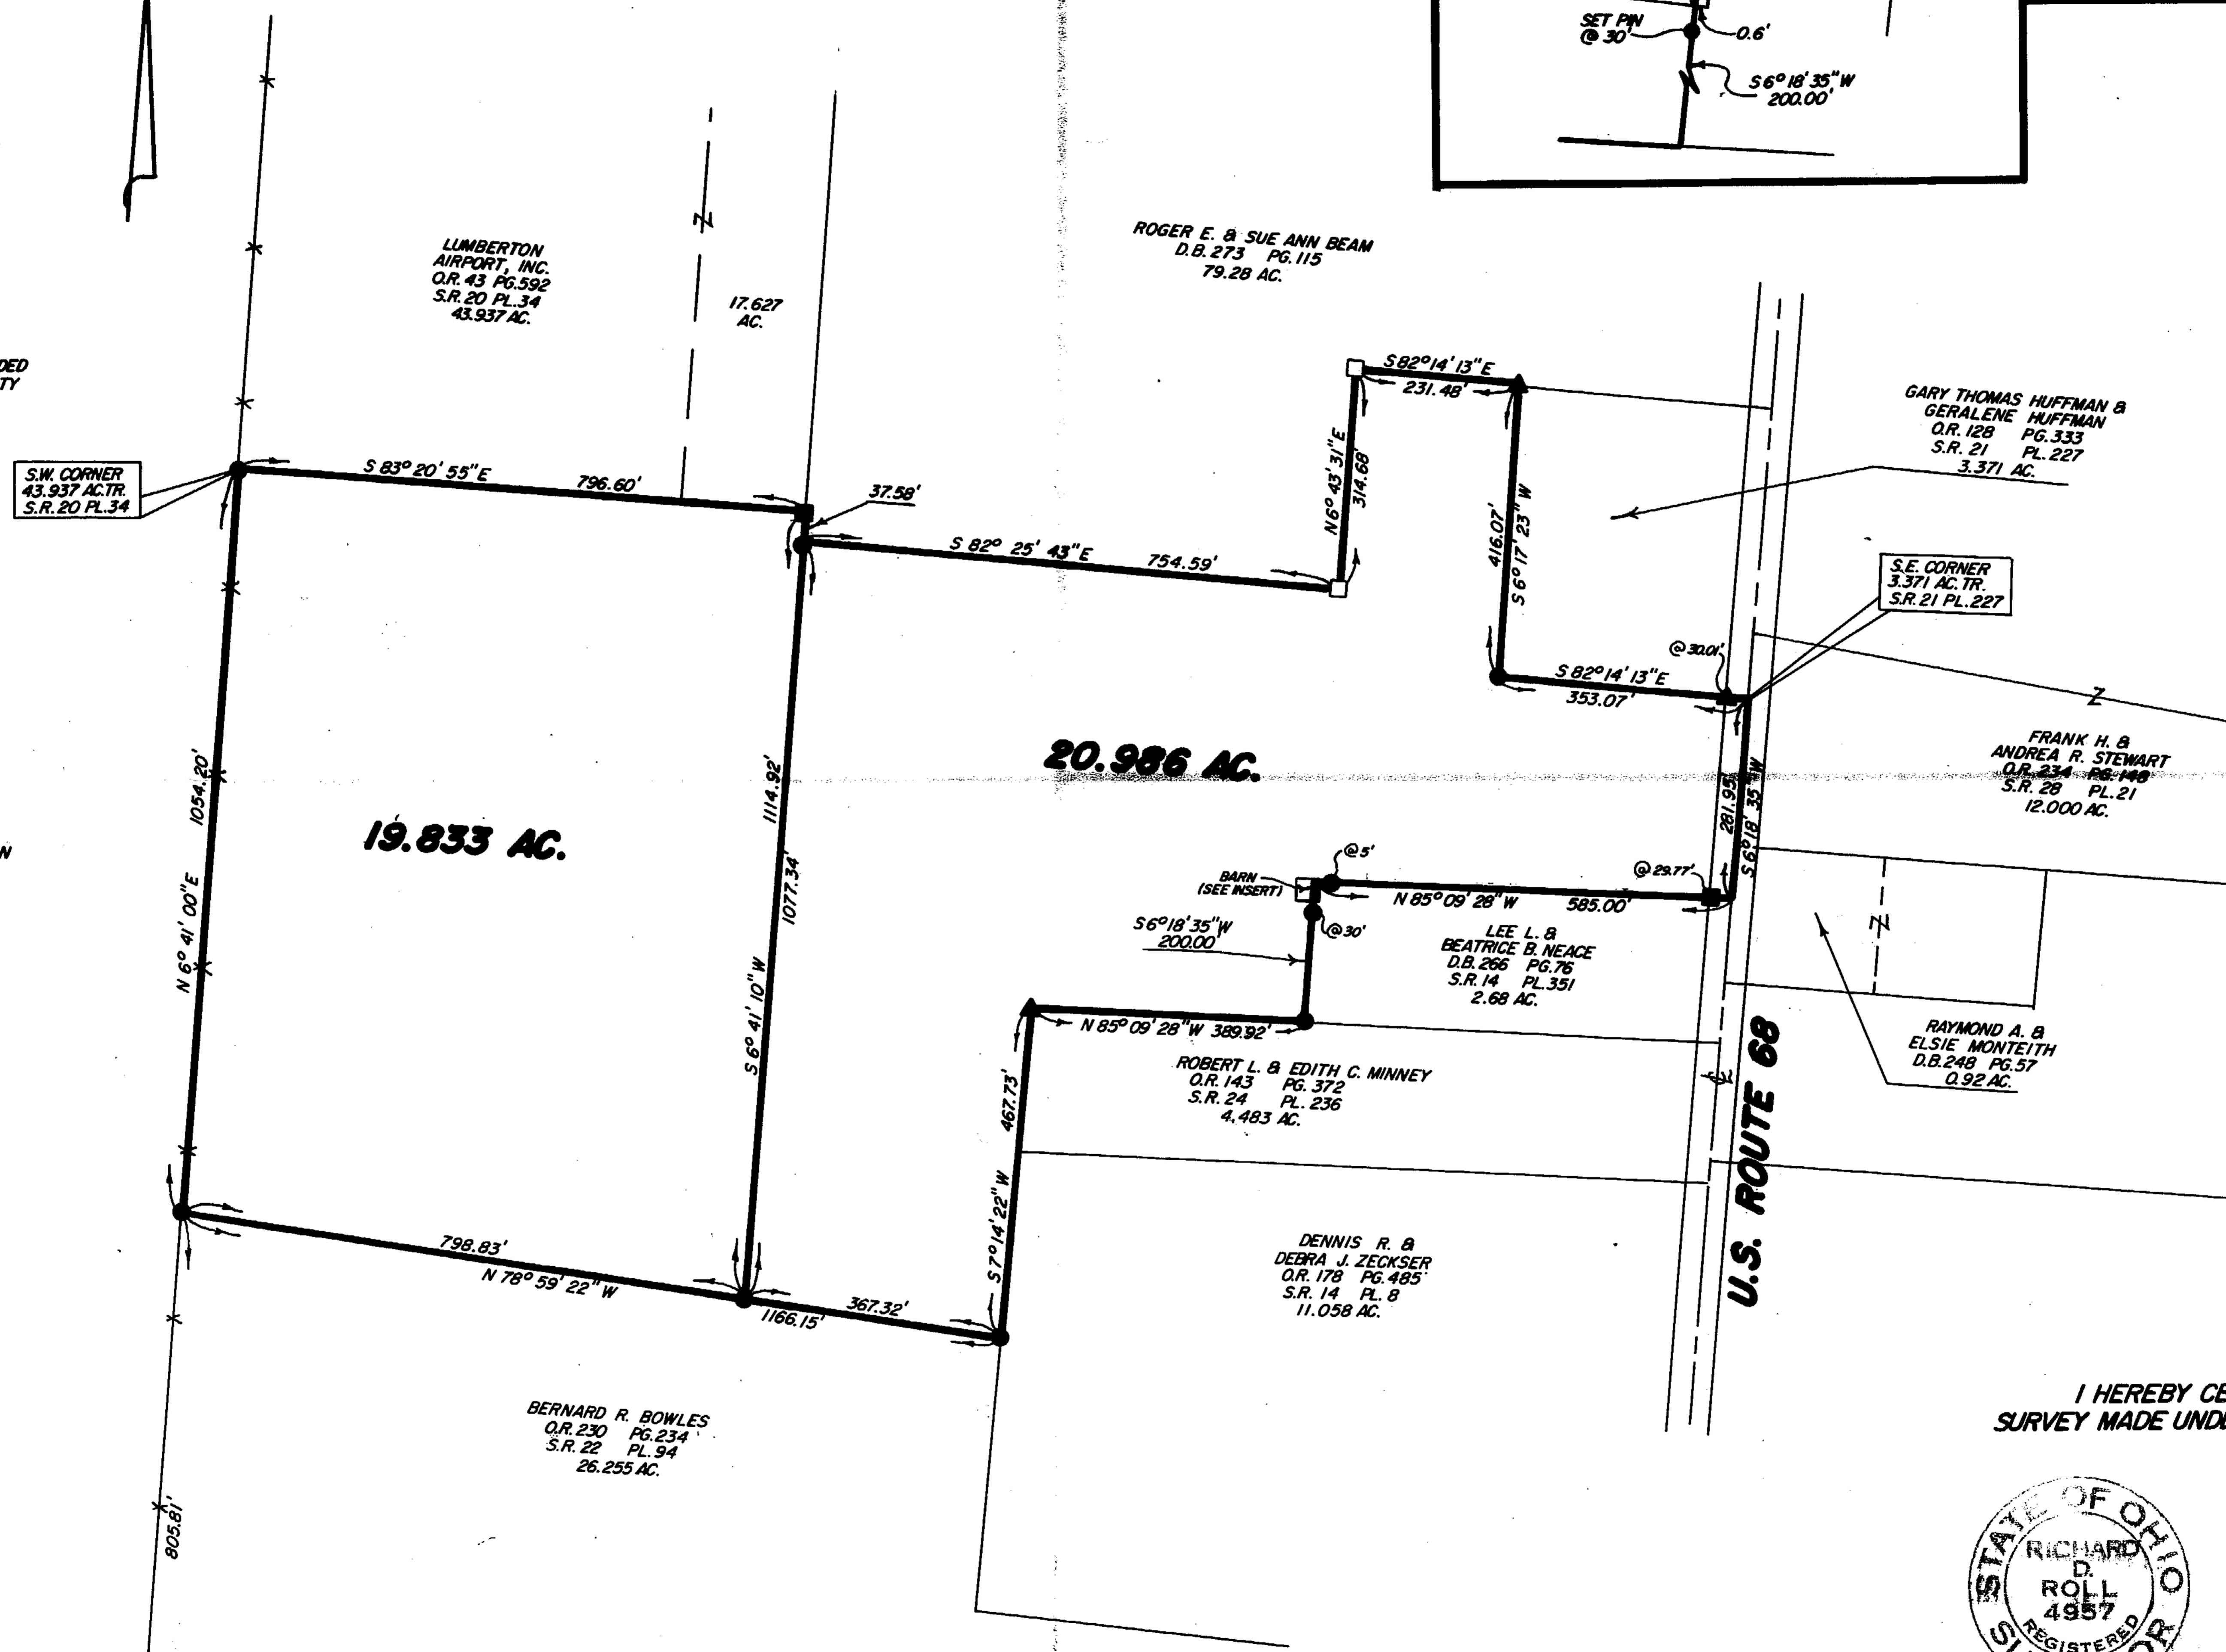 SET PIN
@ 30'
0.6'
S 6° 18' 35" W
200.00'
LUMBERTON
AIRPORT, INC.
O.R. 43 PG. 592
S.R. 20 PL. 34
43.937 AC.
17.627
AC.
ROGER E. & SUE ANN BEAM
D.B. 273 PG. 115
79.28 AC.
DED
TY
S.W. CORNER
43.937 AC.TR.
S.R. 20 PL. 34
S 83° 20' 55" E
796.60'
37.58'
S 82° 25' 43" E
754.59'
N 6° 43' 31" E
314.68'
S 82° 14' 13" E
231.48'
416.07'
S 6° 17' 23" W
GARY THOMAS HUFFMAN &
GERALENE HUFFMAN
O.R. 128 PG. 333
S.R. 21 PL. 227
3.371 AC.
S.E. CORNER
3.371 AC. TR.
S.R. 21 PL. 227
@ 30.01'
S 82° 14' 13" E
353.07'
FRANK H. &
ANDREA R. STEWART
O.R. 234 PG. 148
S.R. 28 PL. 21
12.000 AC.
20.986 AC.
19.833 AC.
1054.20'
N 6° 41' 00" E
1114.92'
1077.34'
S 6° 41' 10" W
281.95'
S 6° 18' 35" W
N
@ 5'
BARN
(SEE INSERT)
@ 29.77'
N 85° 09' 28" W 585.00'
@ 30'
S 6° 18' 35" W
200.00'
LEE L. &
BEATRICE B. NEACE
D.B. 266 PG. 76
S.R. 14 PL. 351
2.68 AC.
N 85° 09' 28" W 389.92'
ROBERT L. & EDITH C. MINNEY
O.R. 143 PG. 372
S.R. 24 PL. 236
4.483 AC.
RAYMOND A. &
ELSIE MONTEITH
D.B. 248 PG. 57
0.92 AC.
467.73'
S 7° 14' 22" W
U.S. ROUTE 68
798.83'
N 78° 59' 22" W
367.32'
1166.15'
DENNIS R. &
DEBRA J. ZECKSER
O.R. 178 PG. 485
S.R. 14 PL. 8
11.058 AC.
BERNARD R. BOWLES
O.R. 230 PG. 234
S.R. 22 PL. 94
26.255 AC.
805.81'
I HEREBY CE
SURVEY MADE UNDE
STATE OF OHIO
RICHARD
D.
ROLL
4957
REGISTERED